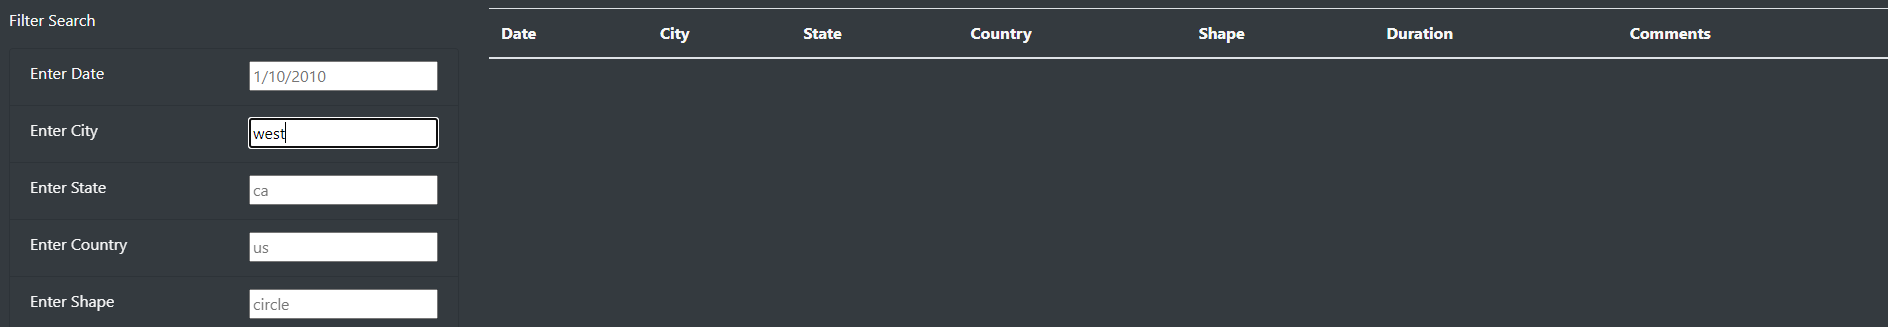 Filter Search
Enter Date 1/10/2010
Enter City west
Enter State ca
Enter Country us
Enter Shape circle
Date City State Country Shape Duration Comments